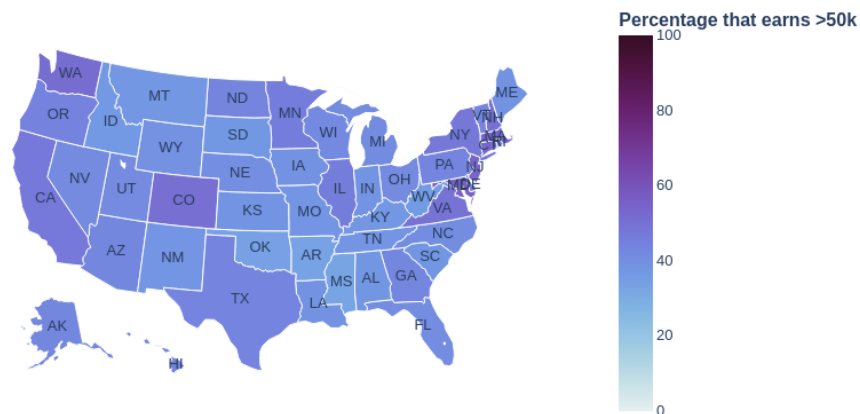 Percentage that earns >50k
100
80
60
40
20
0
WA
OR
CA
NV
ID
MT
WY
UT
AZ
CO
NM
ND
SD
NE
KS
OK
TX
MN
IA
MO
AR
LA
WI
IL
MI
IN
OH
KY
TN
MS
AL
GA
FL
SC
NC
VA
WV
PA
NY
ME
VT
NH
MA
RI
CT
NJ
DE
MD
AK
HI